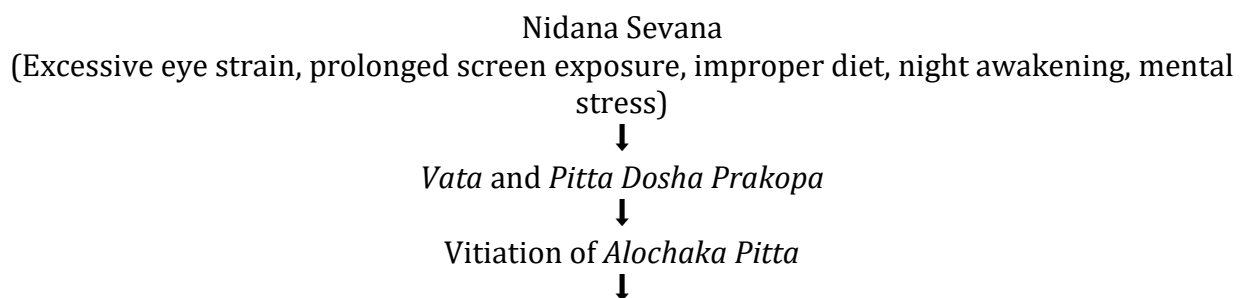 Nidana Sevana
(Excessive eye strain, prolonged screen exposure, improper diet, night awakening, mental
stress)
Vata and Pitta Dosha Prakopa
Vitiation of Alochaka Pitta